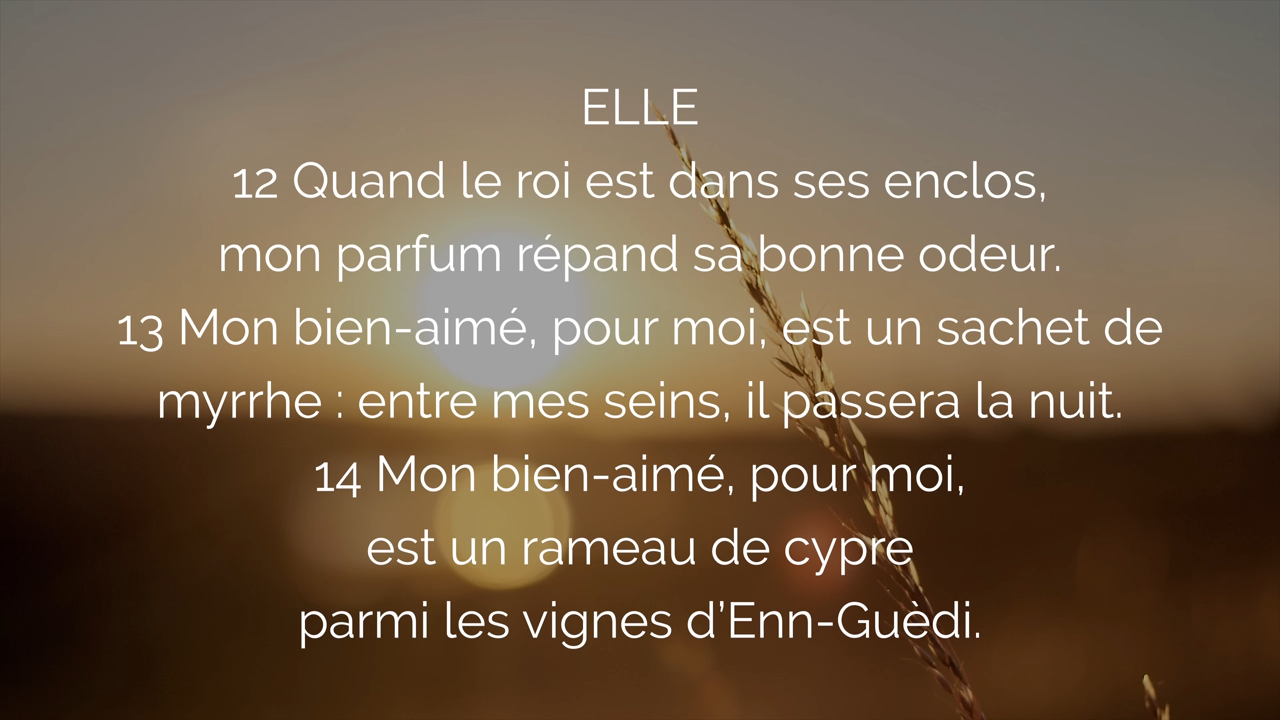 ELLE
12 Quand le roi est dans ses enclos,
mon parfum répand sa bonne odeur.
13 Mon bien-aimé, pour moi, est un sachet de
myrrhe : entre mes seins, il passera la nuit.
14 Mon bien-aimé, pour moi,
est un rameau de cypre
parmi les vignes d’Enn-Guèdi.